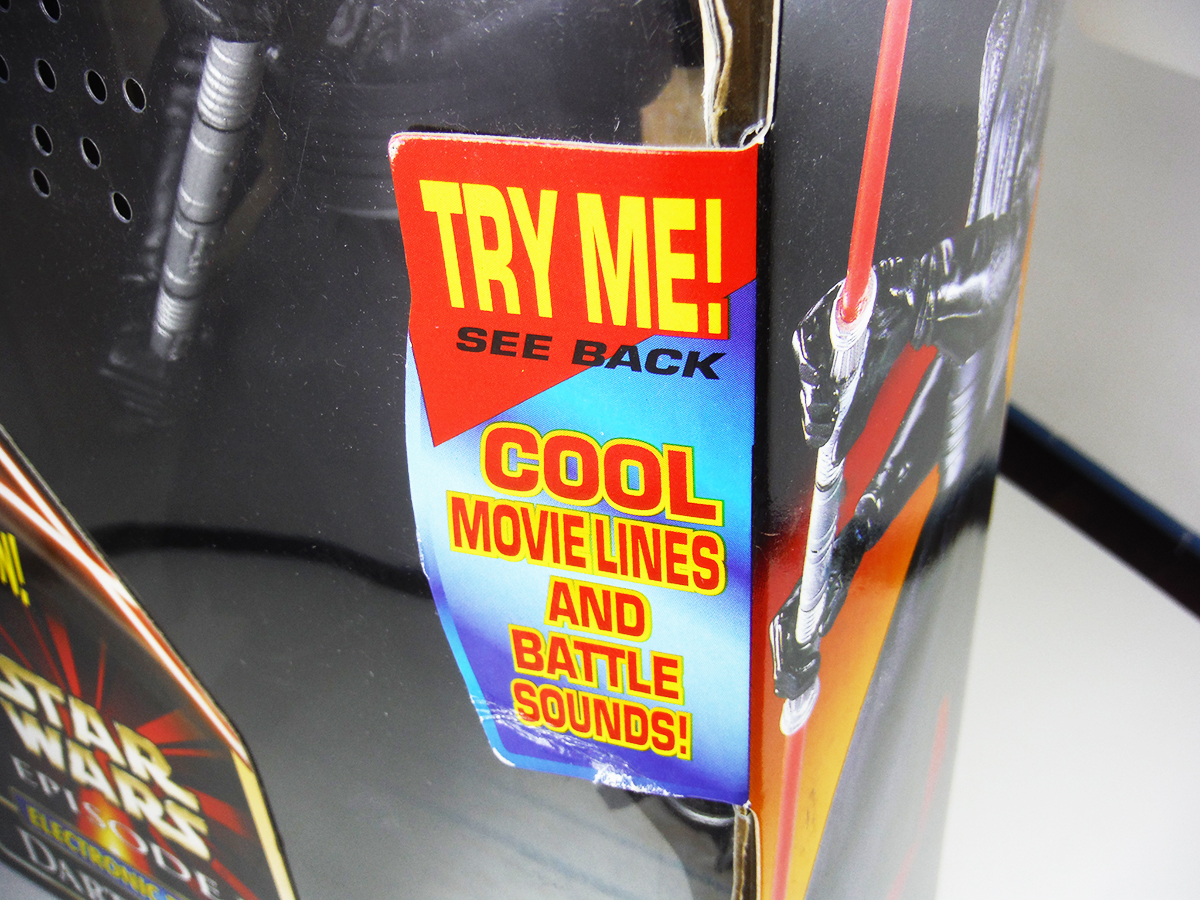 TRY ME!
SEE BACK
COOL
MOVIE LINES
AND
BATTLE
SOUNDS!
STAR
WARS
EPISODE
ELECTRONIC